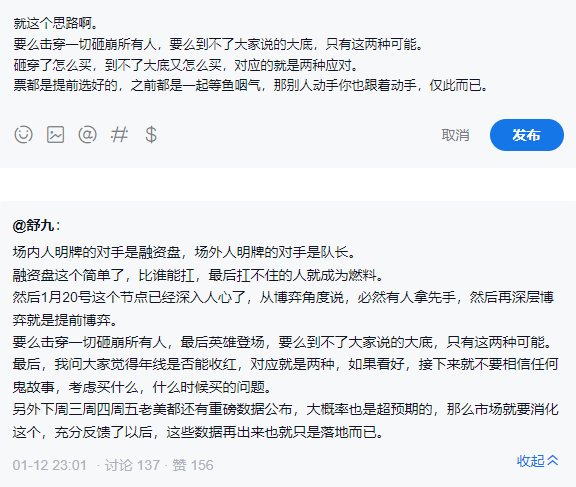 就这个思路啊。
要么击穿一切砸崩所有人，要么到不了大家说的大底，只有这两种可能。
砸穿了怎么买，到不了大底又怎么买，对应的就是两种应对。
票都是提前选好的，之前都是一起等鱼咽气，那别人动手你也跟着动手，仅此而已。
@ # $ 取消 发布
@舒九：
场内人明牌的对手是融资盘，场外人明牌的对手是队长。
融资盘这个简单了，比谁能扛，最后扛不住的人就成为燃料。
然后1月20号这个节点已经深入人心了，从博弈角度说，必然有人拿先手，然后再深层博
弈就是提前博弈。
要么击穿一切砸崩所有人，最后英雄登场，要么到不了大家说的大底，只有这两种可能。
最后，我问大家觉得年线是否能收红，对应就是两种，如果看好，接下来就不要相信任何
鬼故事，考虑买什么，什么时候买的问题。
另外下周三周四周五老美都还有重磅数据公布，大概率也是超预期的，那么市场就要消化
这个，充分反馈了以后，这些数据再出来也就只是落地而已。
01-12 23:01 · 讨论 137 · 赞 156 收起